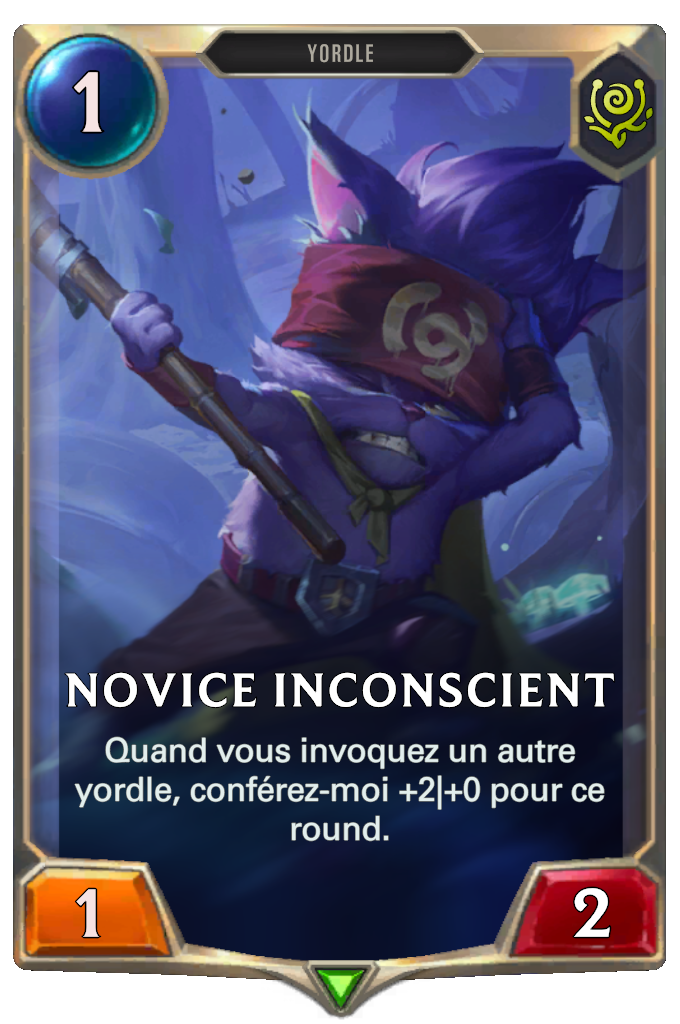 1
YORDLE
NOVICE INCONSCIENT
Quand vous invoquez un autre
yordle, conférez-moi +2|+0 pour ce
round.
1
2